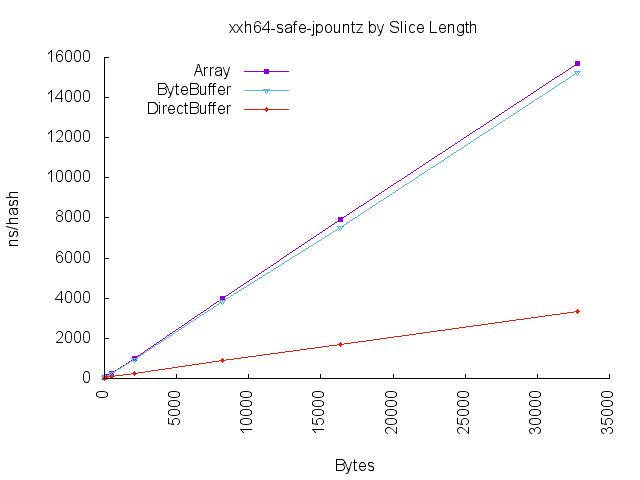 xxh64-safe-jpountz by Slice Length
16000
14000
12000
10000
8000
6000
4000
2000
0
Array
ByteBuffer
DirectBuffer
ns/hash
0
5000
10000
15000
20000
25000
30000
35000
Bytes